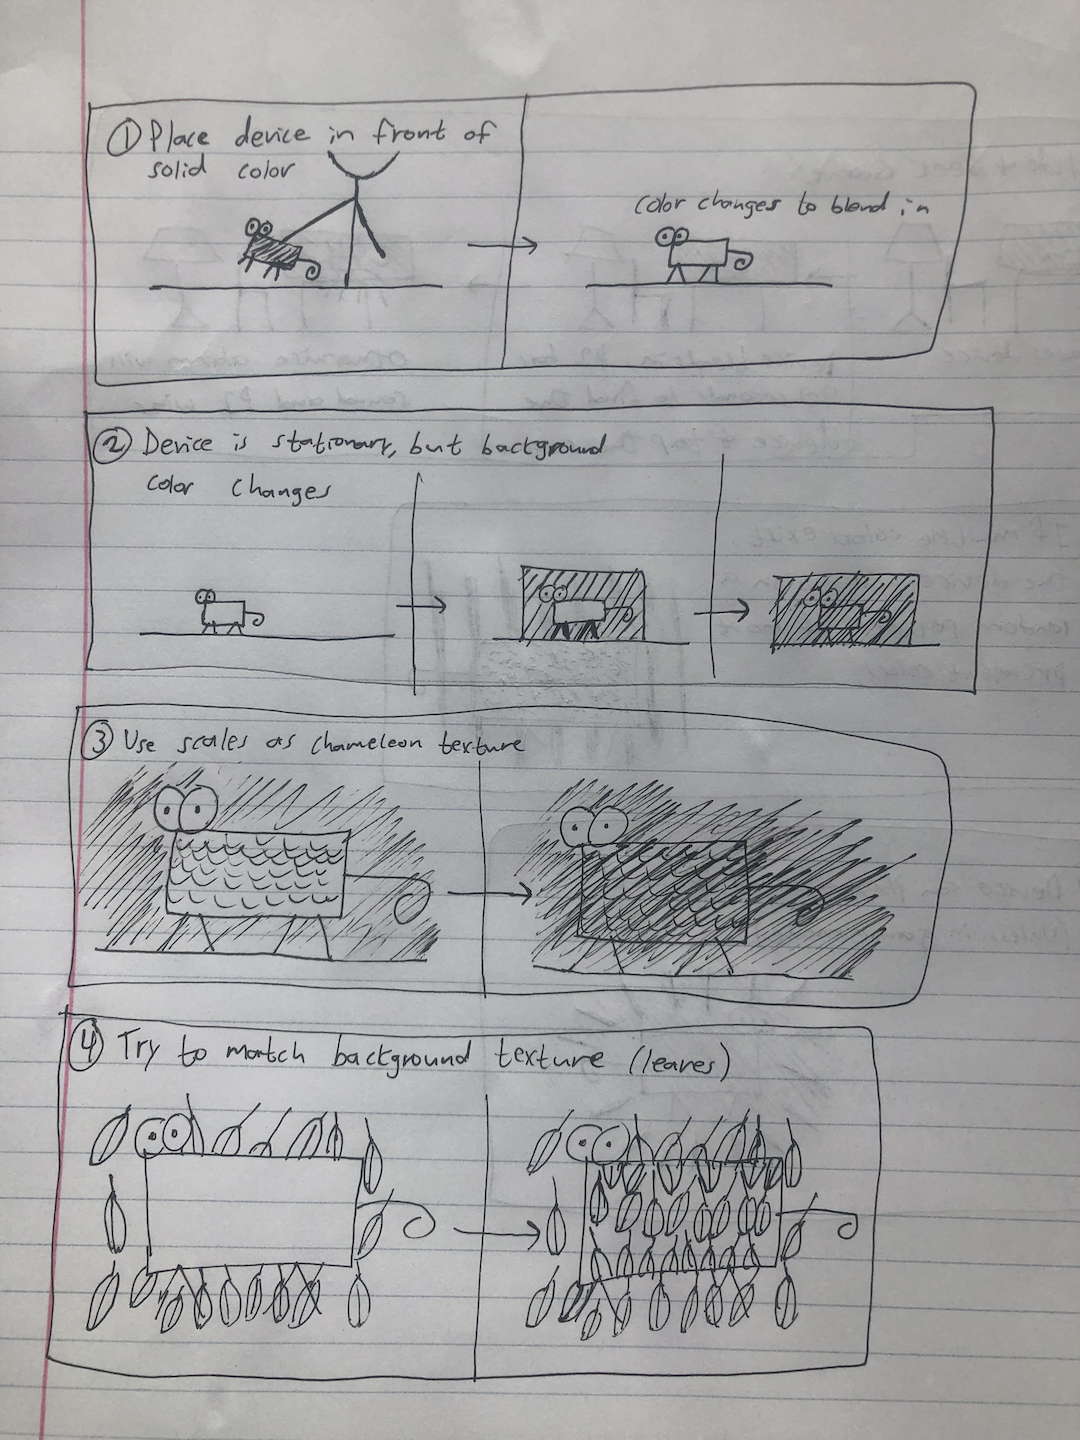 ① Place device in front of
solid color
color changes to blend in
② Device is stationary, but background
color changes
③ Use scales as chameleon texture
④ Try to match background texture (leaves)